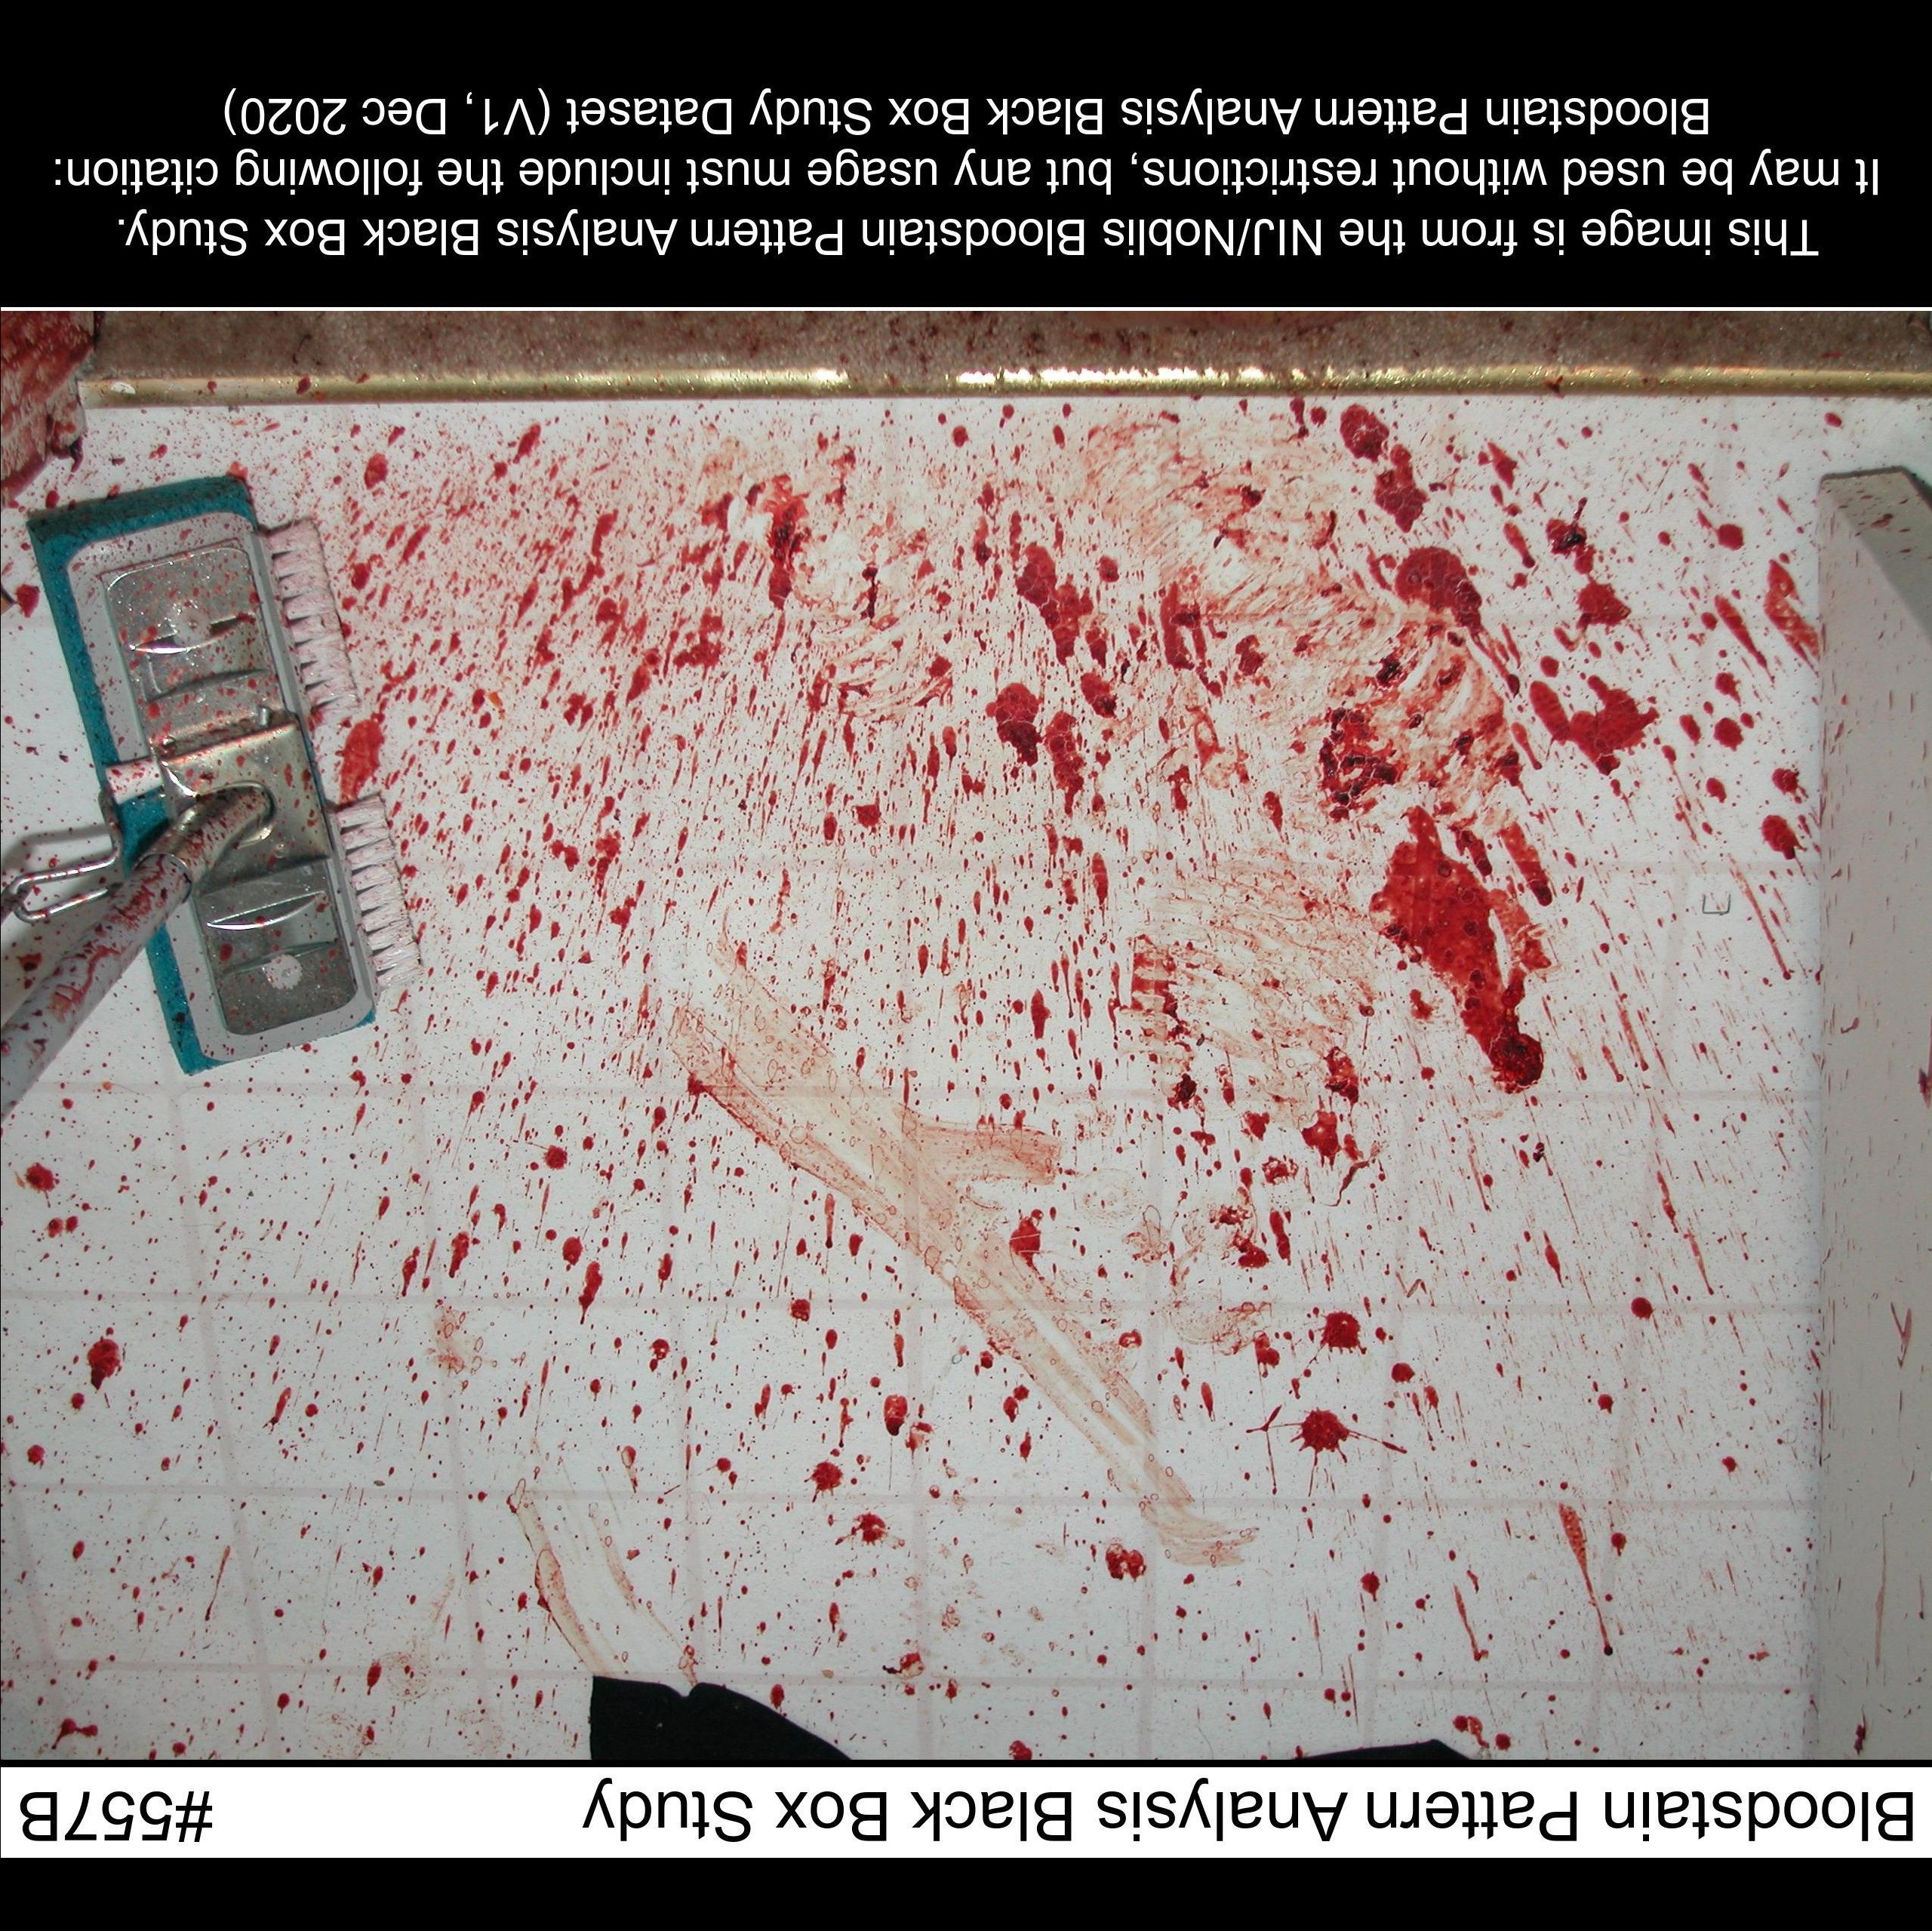 Bloodstain Pattern Analysis Black Box Study #557B
This image is from the NIJ/Noblis Bloodstain Pattern Analysis Black Box Study.
It may be used without restrictions, but any usage must include the following citation:
Bloodstain Pattern Analysis Black Box Study Dataset (V1, Dec 2020)